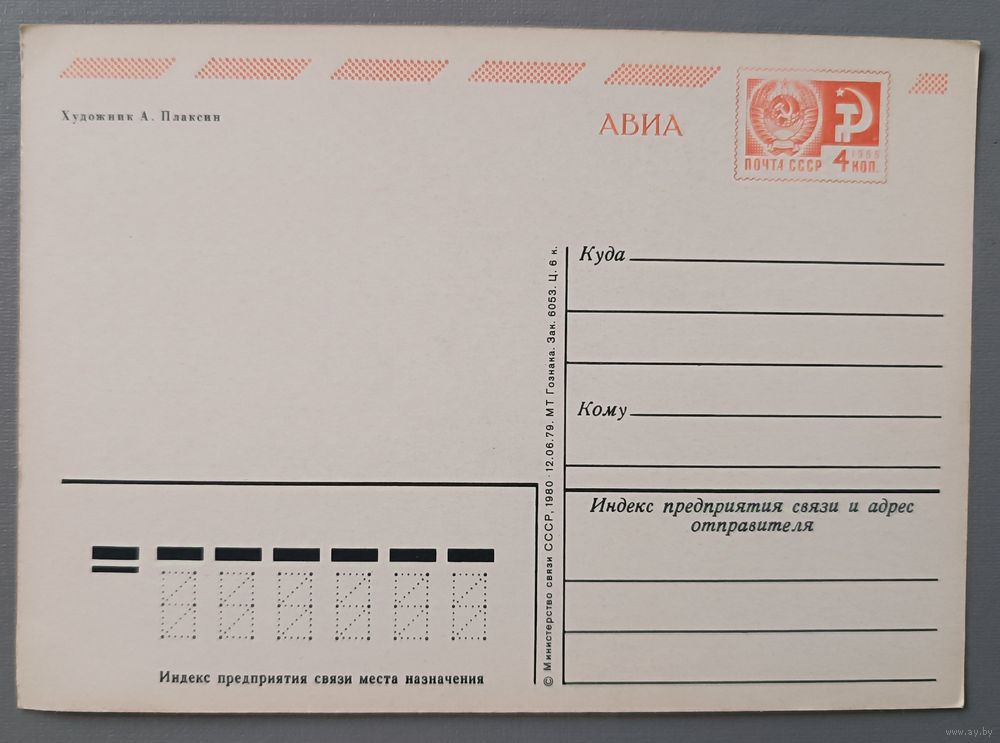 Художник А. Плаксин
АВИА
1966
ПОЧТА СССР 4 КОП.
Куда
Кому
Индекс предприятия связи и адрес
отправителя
© Министерство связи СССР, 1980 · 12.06.79. МТ Гознака. Зак. 6053. Ц. 6 к.
Индекс предприятия связи места назначения
www.ay.by